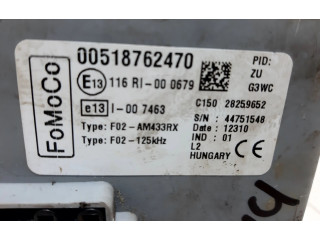 FoMoCo
00518762470
E13 116 RI-00 0679
e13 I-00 7463
Type: F02-AM433RX
Type: F02-125kHz
PID:
ZU
G3WC
C150 28259652
S/N : 44751548
Date : 12310
IND : 01
L2
HUNGARY CE